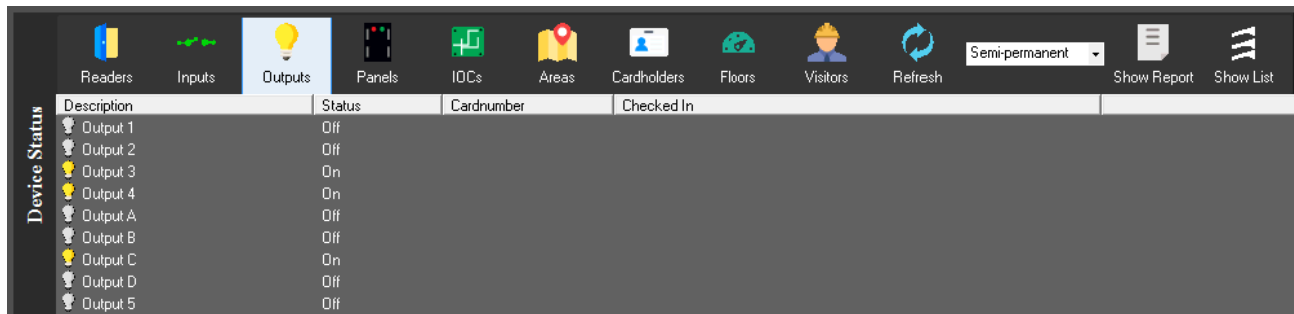 Device Status
Readers Inputs Outputs Panels IOCs Areas Cardholders Floors Visitors Refresh Semi-permanent Show Report Show List
Description Status Cardnumber Checked In
Output 1 Off
Output 2 Off
Output 3 On
Output 4 On
Output A Off
Output B Off
Output C On
Output D Off
Output 5 Off